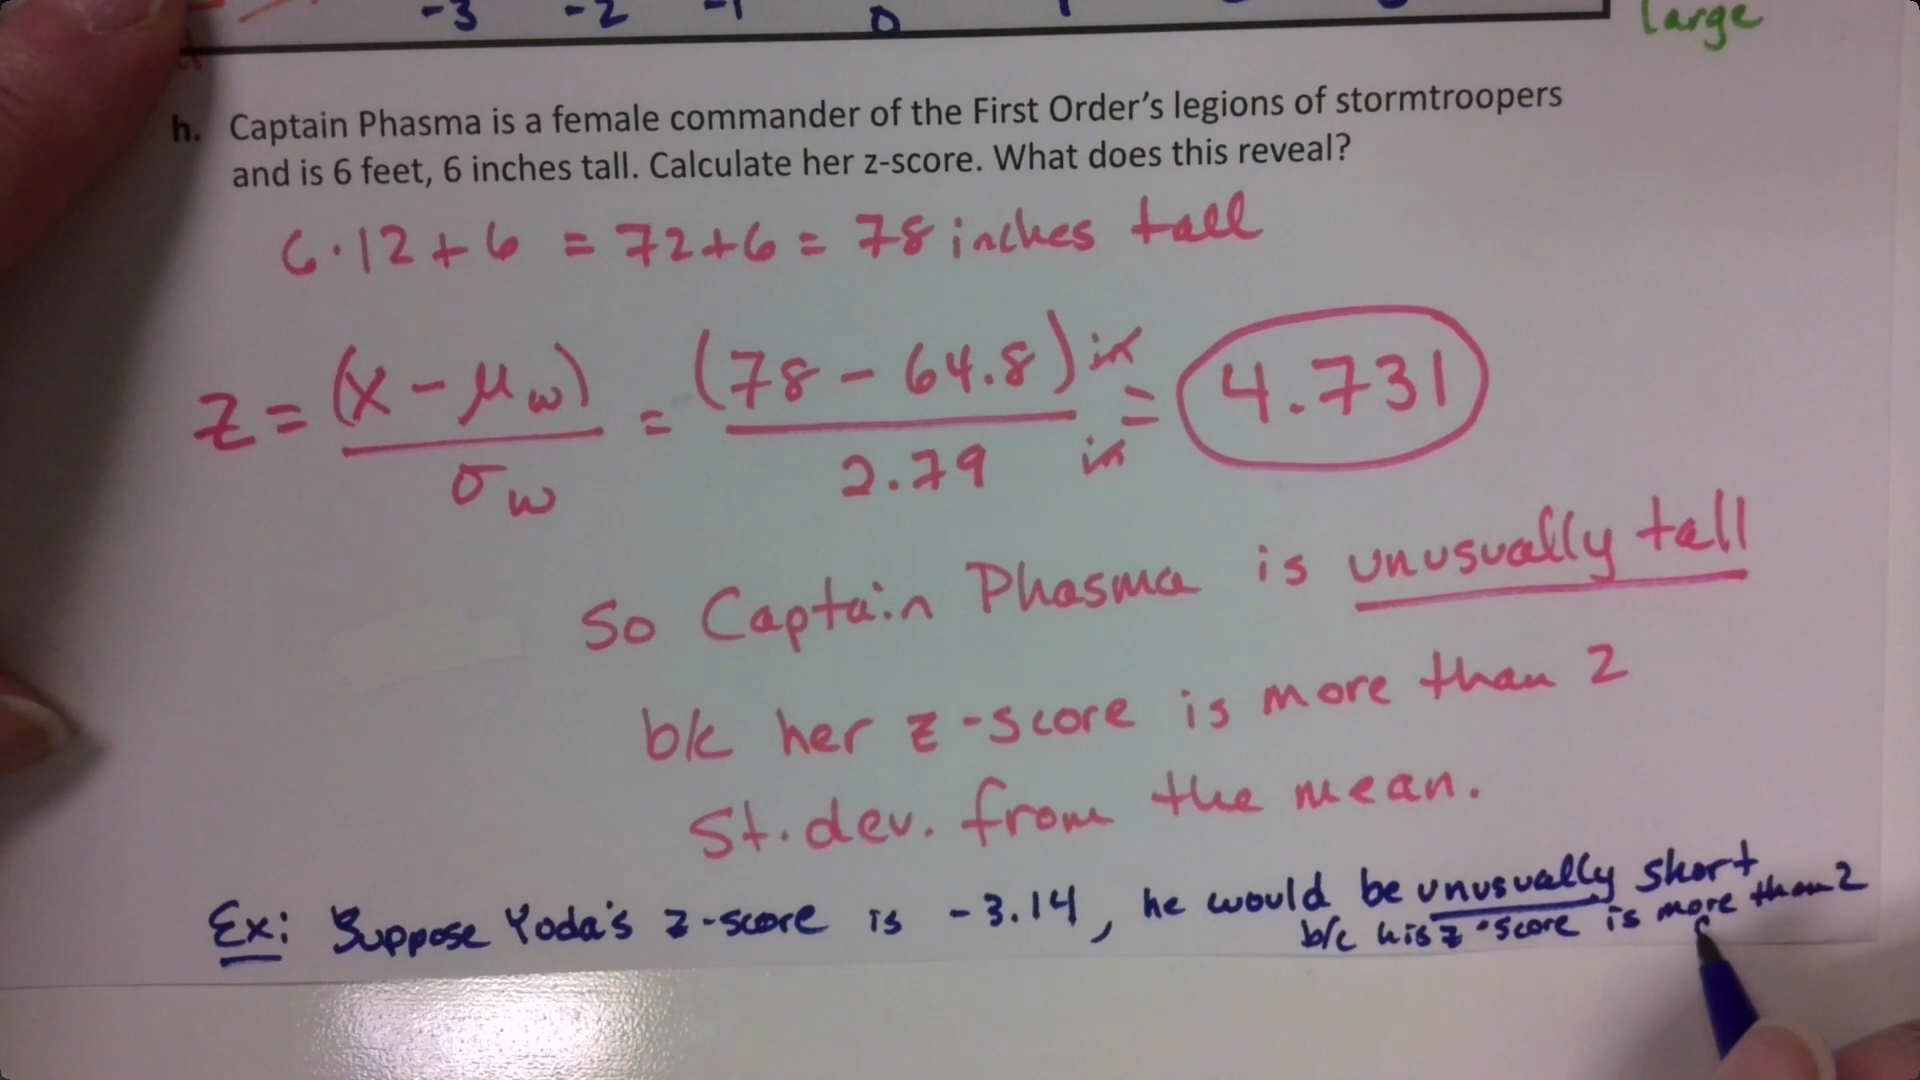 -3 -2 -1 0
large
h. Captain Phasma is a female commander of the First Order's legions of stormtroopers
and is 6 feet, 6 inches tall. Calculate her z-score. What does this reveal?
6·12+6 = 72+6 = 78 inches tall
z = (x - μw) / σw = (78 - 64.8) in / 2.79 in = 4.731
So Captain Phasma is unusually tall
b/c her z-score is more than 2
st. dev. from the mean.
Ex: Suppose Yoda's z-score is -3.14, he would be unusually short
b/c his z-score is more than 2